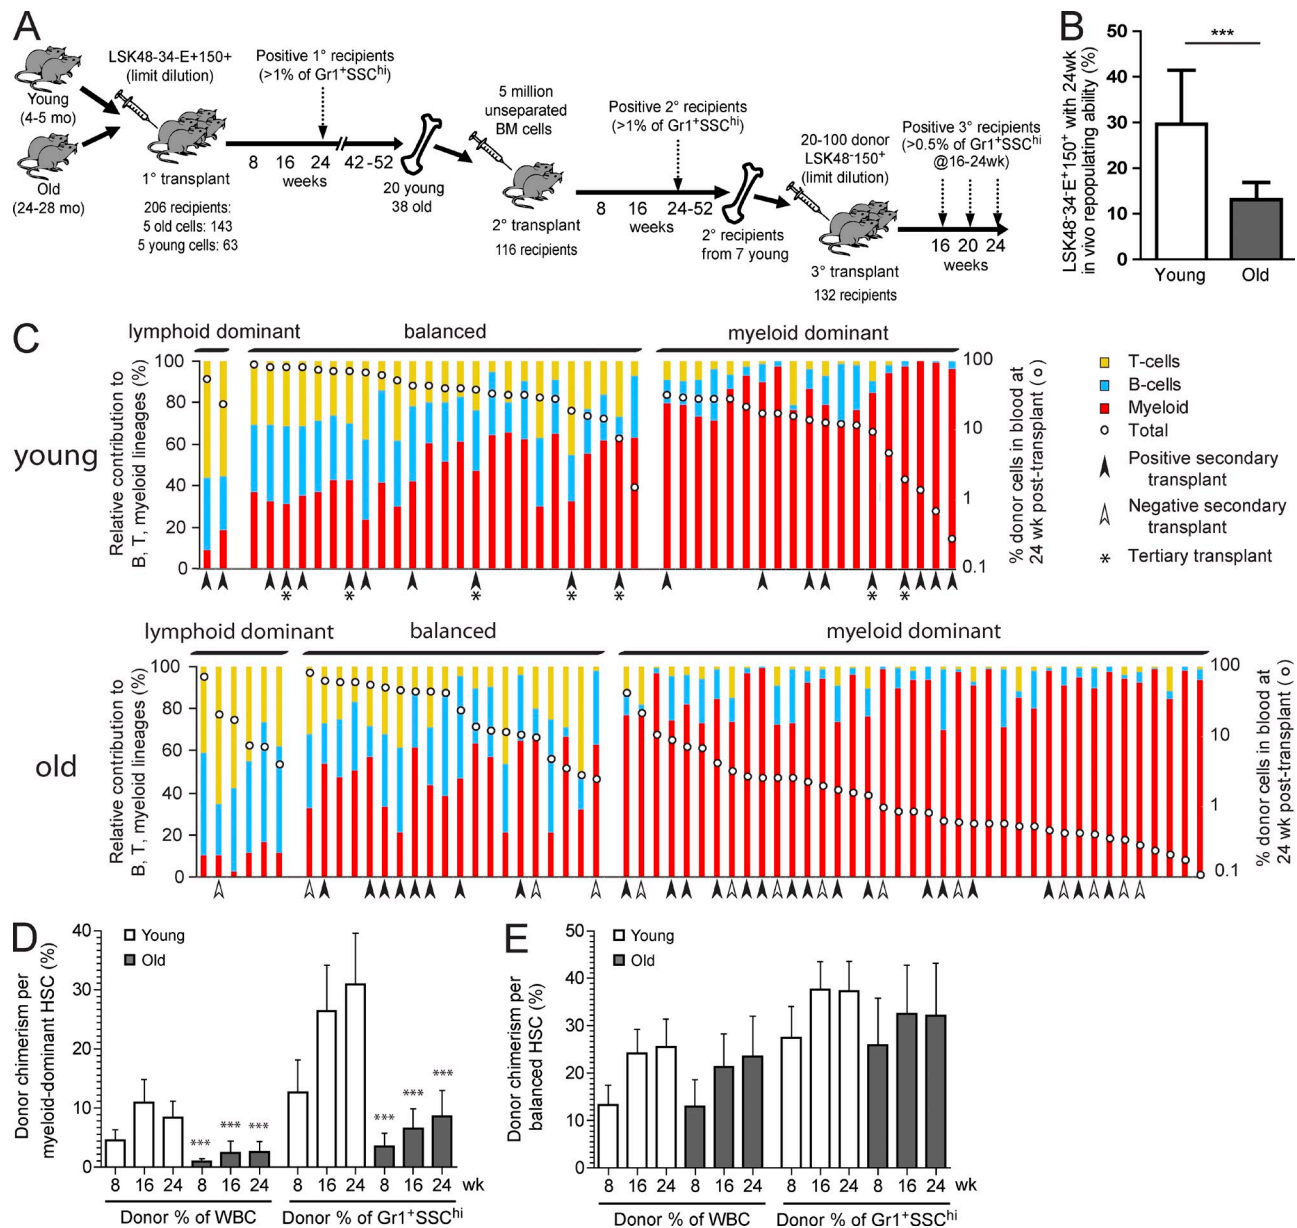 A
LSK48-34-E+150+
(limit dilution)
Positive 1° recipients
(>1% of Gr1⁺SSCʰⁱ)
Young
(4-5 mo)
Old
(24-28 mo)
1° transplant
206 recipients:
5 old cells: 143
5 young cells: 63
8 16 24 42 -52
weeks
20 young
38 old
5 million
unseparated
BM cells
2° transplant
116 recipients
Positive 2° recipients
(>1% of Gr1⁺SSCʰⁱ)
8 16 24-52
weeks
2° recipients
from 7 young
20-100 donor
LSK48⁻150⁺
(limit dilution)
3° transplant
132 recipients
Positive 3° recipients
(>0.5% of Gr1⁺SSCʰⁱ
@16-24wk)
16 20 24
weeks
B
LSK48⁻34⁻E⁺150⁺ with 24wk
in vivo repopulating ability (%)
50
40
30
20
10
0
***
Young Old
C
lymphoid dominant balanced myeloid dominant
young
Relative contribution to
B, T, myeloid lineages (%)
100
80
60
40
20
0
100
10
1
0.1
% donor cells in blood at
24 wk post-transplant (o)
* * * * * * *
T-cells
B-cells
Myeloid
Total
Positive secondary
transplant
Negative secondary
transplant
* Tertiary transplant
lymphoid dominant balanced myeloid dominant
old
Relative contribution to
B, T, myeloid lineages (%)
100
80
60
40
20
0
100
10
1
0.1
% donor cells in blood at
24 wk post-transplant (o)
D
Donor chimerism per
myeloid-dominant HSC (%)
40
30
20
10
0
Young
Old
*** *** *** *** *** ***
8 16 24 8 16 24 8 16 24 8 16 24 wk
Donor % of WBC Donor % of Gr1⁺SSCʰⁱ
E
Donor chimerism per
balanced HSC (%)
50
40
30
20
10
0
Young
Old
8 16 24 8 16 24 8 16 24 8 16 24
Donor % of WBC Donor % of Gr1⁺SSCʰⁱ